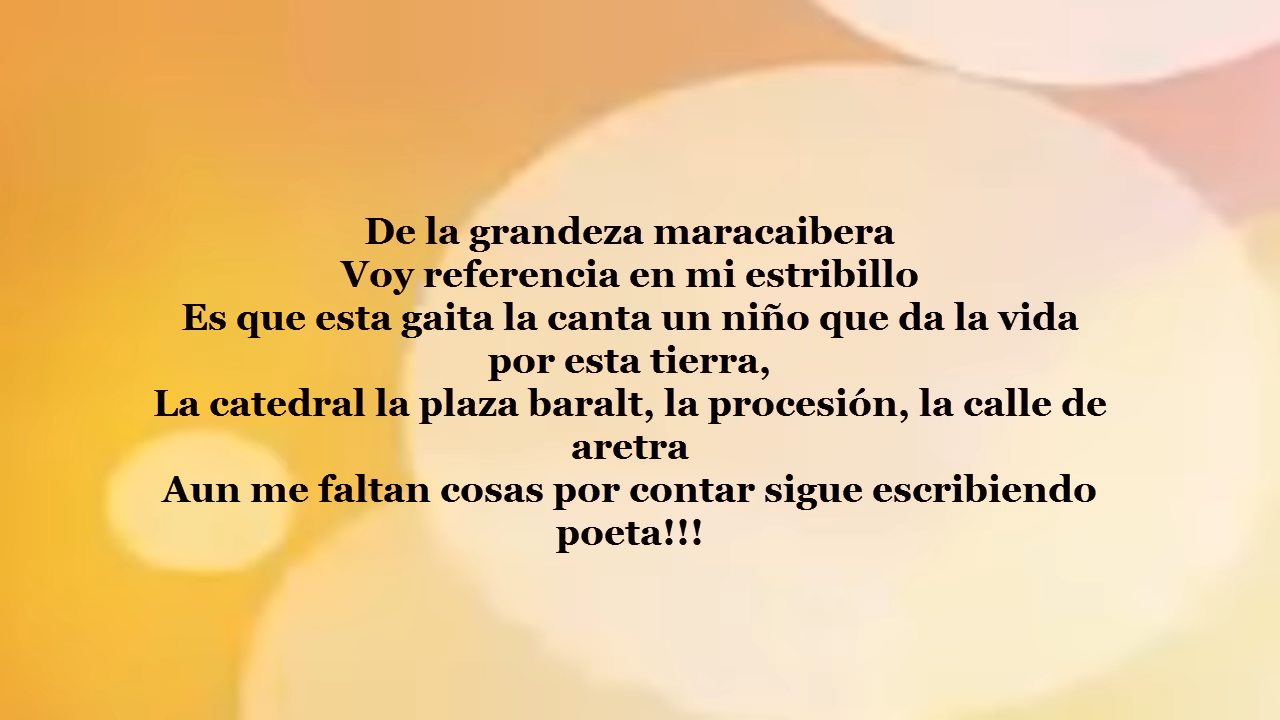 De la grandeza maracaibera
Voy referencia en mi estribillo
Es que esta gaita la canta un niño que da la vida
por esta tierra,
La catedral la plaza baralt, la procesión, la calle de
aretra
Aun me faltan cosas por contar sigue escribiendo
poeta!!!